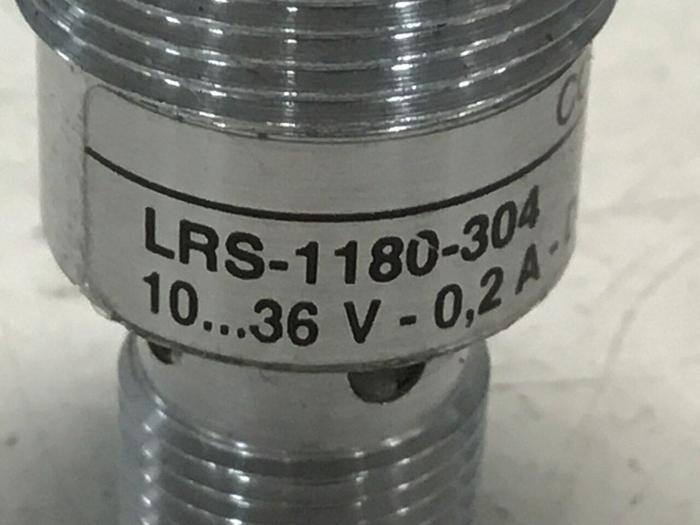 LRS-1180-304
10...36 V - 0,2 A -